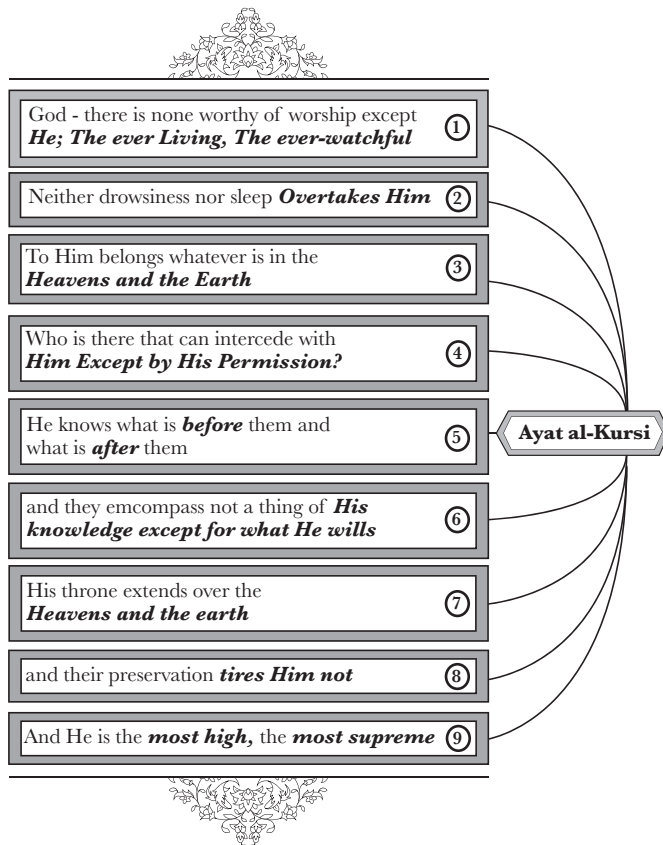 God - there is none worthy of worship except
He; The ever Living, The ever-watchful
1
Neither drowsiness nor sleep Overtakes Him
2
To Him belongs whatever is in the
Heavens and the Earth
3
Who is there that can intercede with
Him Except by His Permission?
4
He knows what is before them and
what is after them
5
and they emcompass not a thing of His
knowledge except for what He wills
6
His throne extends over the
Heavens and the earth
7
and their preservation tires Him not
8
And He is the most high, the most supreme
9
Ayat al-Kursi